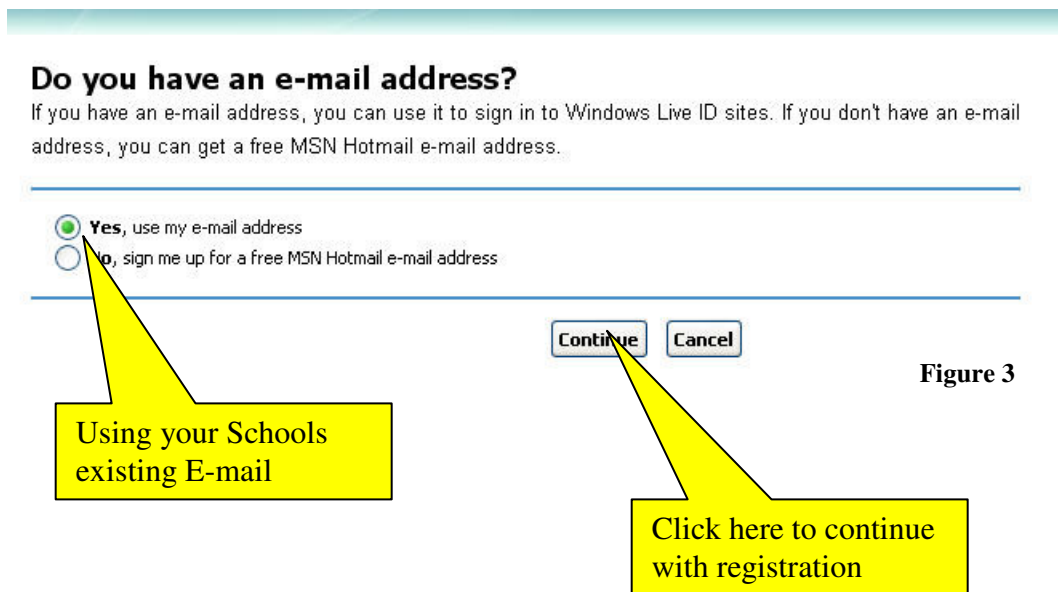 Do you have an e-mail address?
If you have an e-mail address, you can use it to sign in to Windows Live ID sites. If you don't have an e-mail
address, you can get a free MSN Hotmail e-mail address.
Yes, use my e-mail address
No, sign me up for a free MSN Hotmail e-mail address
Continue Cancel
Figure 3
Using your Schools
existing E-mail
Click here to continue
with registration